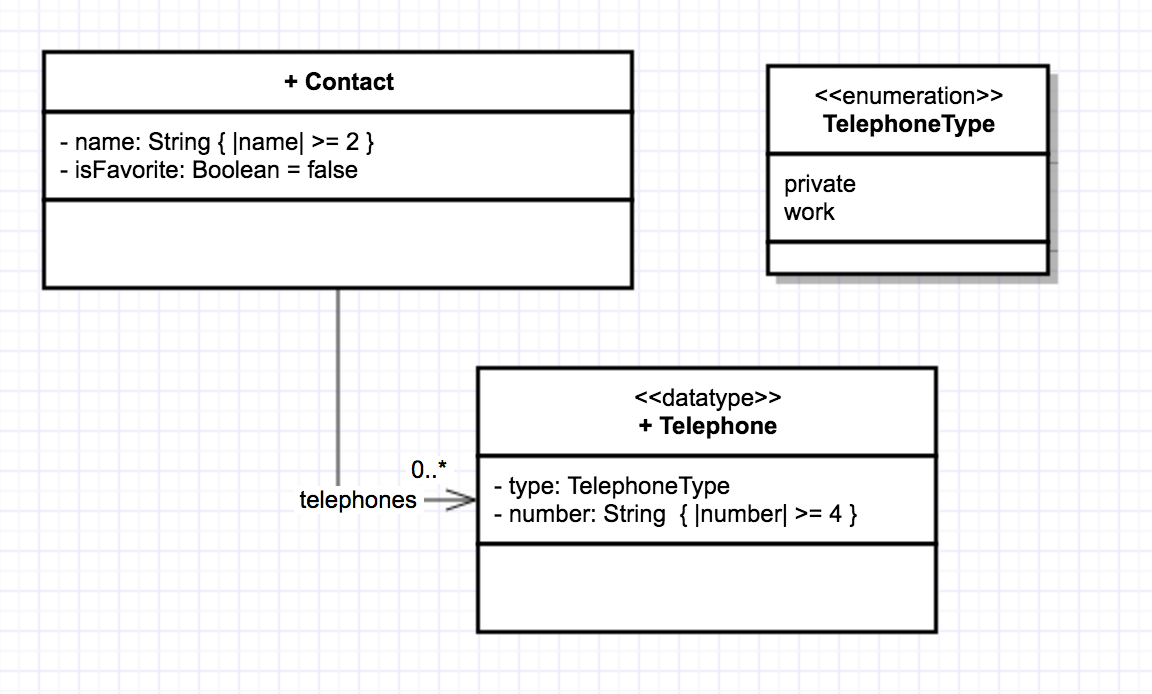 + Contact
- name: String { |name| >= 2 }
- isFavorite: Boolean = false
<<enumeration>>
TelephoneType
private
work
<<datatype>>
+ Telephone
- type: TelephoneType
- number: String  { |number| >= 4 }
0..*
telephones